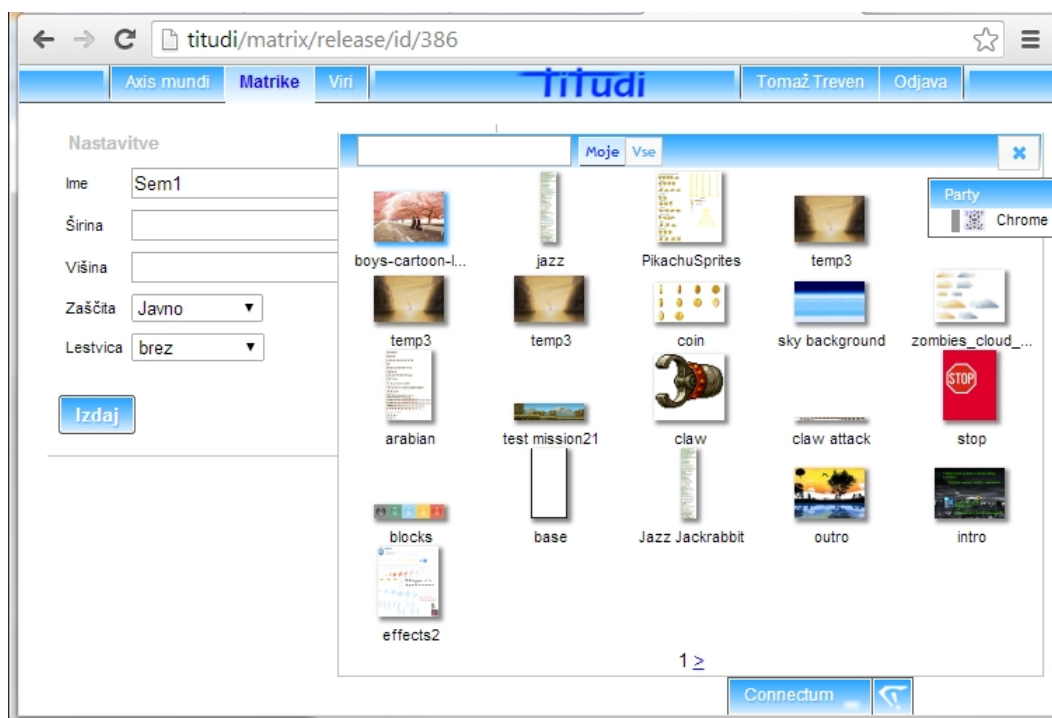 titudi/matrix/release/id/386
Axis mundi Matrike Viri TiTudi Tomaž Treven Odjava
Nastavitve
Moje Vse
Ime Sem1
Širina
Višina
Zaščita Javno
Lestvica brez
Izdaj
Party
Chrome
boys-cartoon-l... jazz PikachuSprites temp3
temp3 temp3 coin sky background zombies_cloud_...
STOP
arabian test mission21 claw claw attack stop
blocks base Jazz Jackrabbit outro intro
effects2
1 >
Connectum